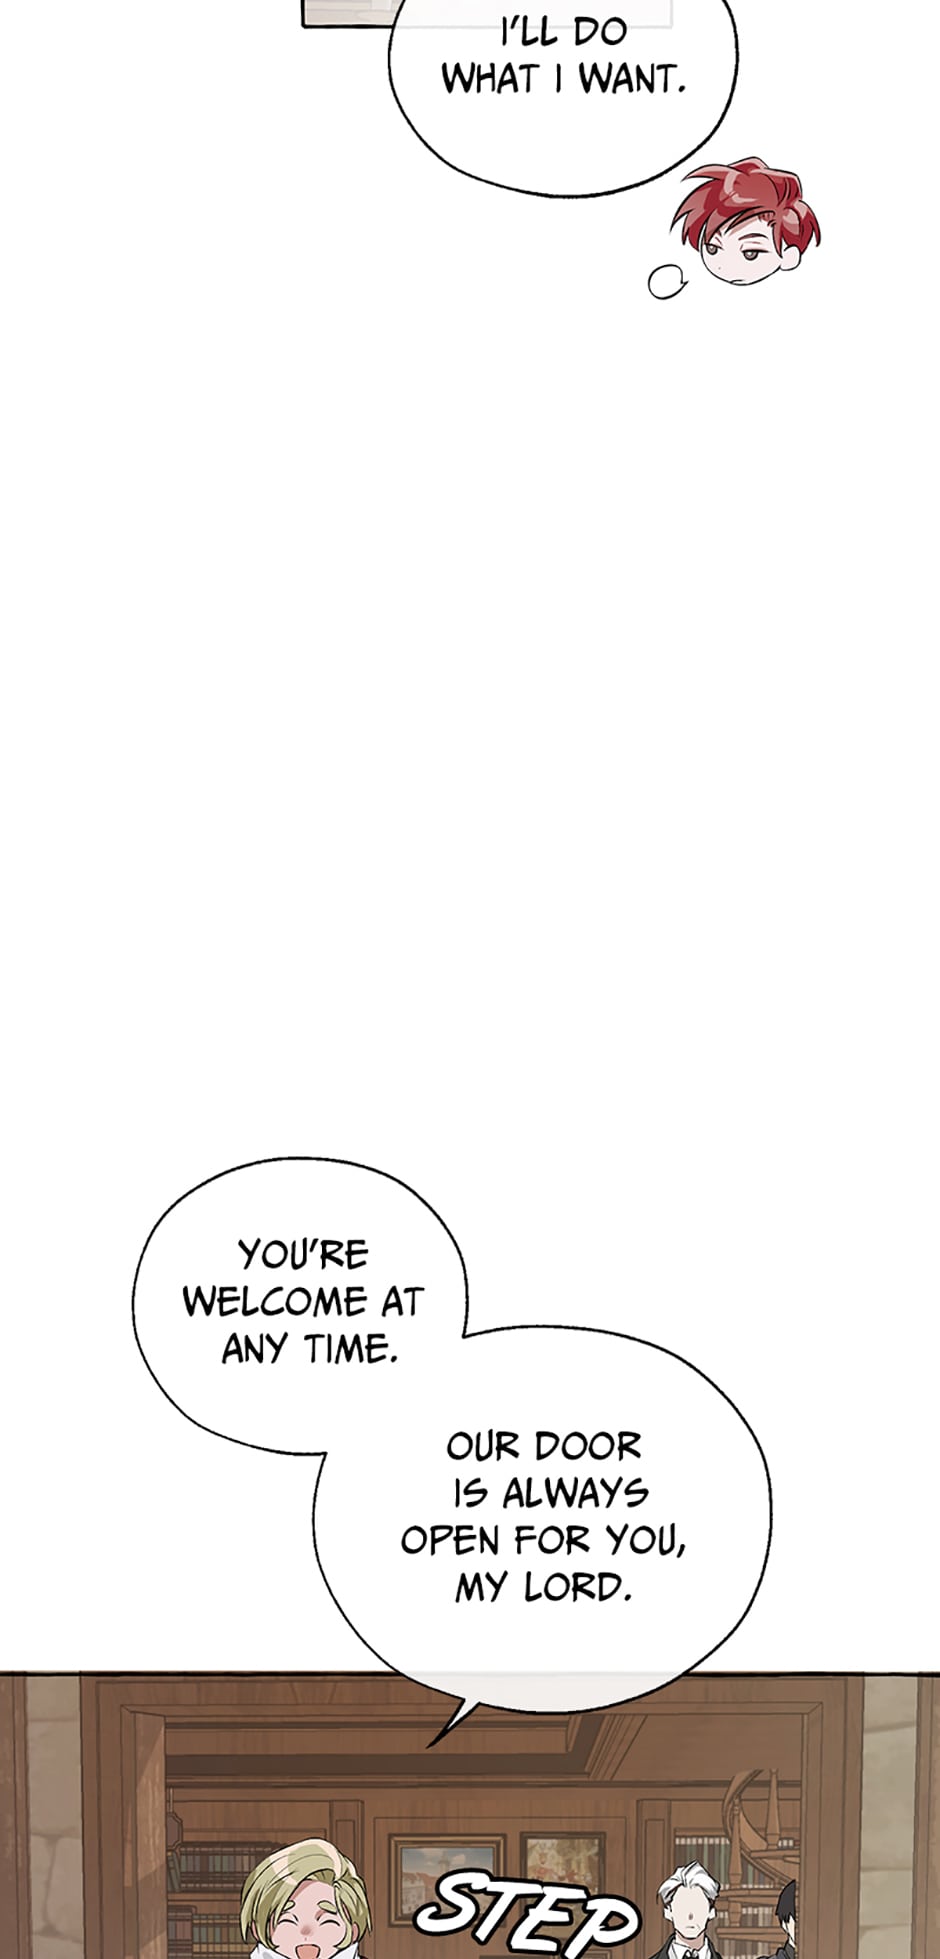 I'LL DO
WHAT I WANT.
YOU'RE
WELCOME AT
ANY TIME.
OUR DOOR
IS ALWAYS
OPEN FOR YOU,
MY LORD.
STEP